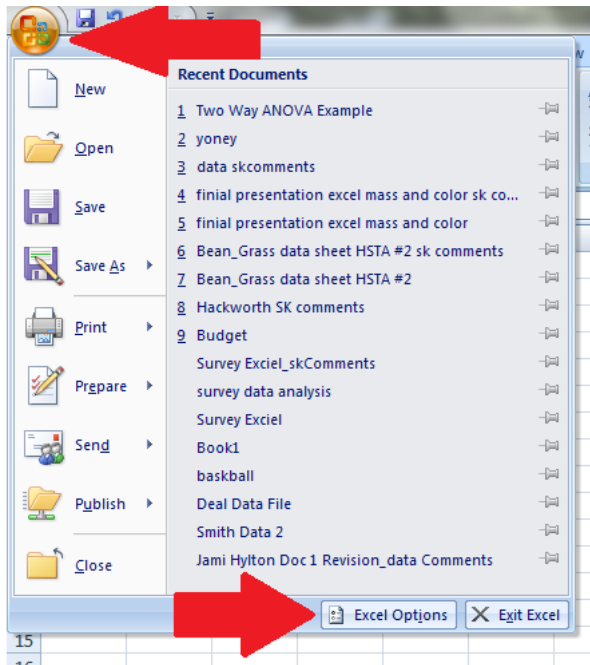 w
New
Open
Save
Save As
Print
Prepare
Send
Publish
Close
Recent Documents
1 Two Way ANOVA Example
2 yoney
3 data skcomments
4 finial presentation excel mass and color sk co...
5 finial presentation excel mass and color
6 Bean_Grass data sheet HSTA #2 sk comments
7 Bean_Grass data sheet HSTA #2
8 Hackworth SK comments
9 Budget
Survey Exciel_skComments
survey data analysis
Survey Exciel
Book1
baskball
Deal Data File
Smith Data 2
Jami Hylton Doc 1 Revision_data Comments
Excel Options
Exit Excel
15